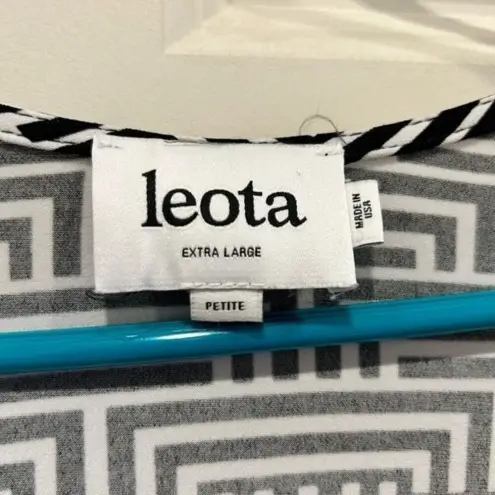 leota
EXTRA LARGE
MADE IN
USA
PETITE